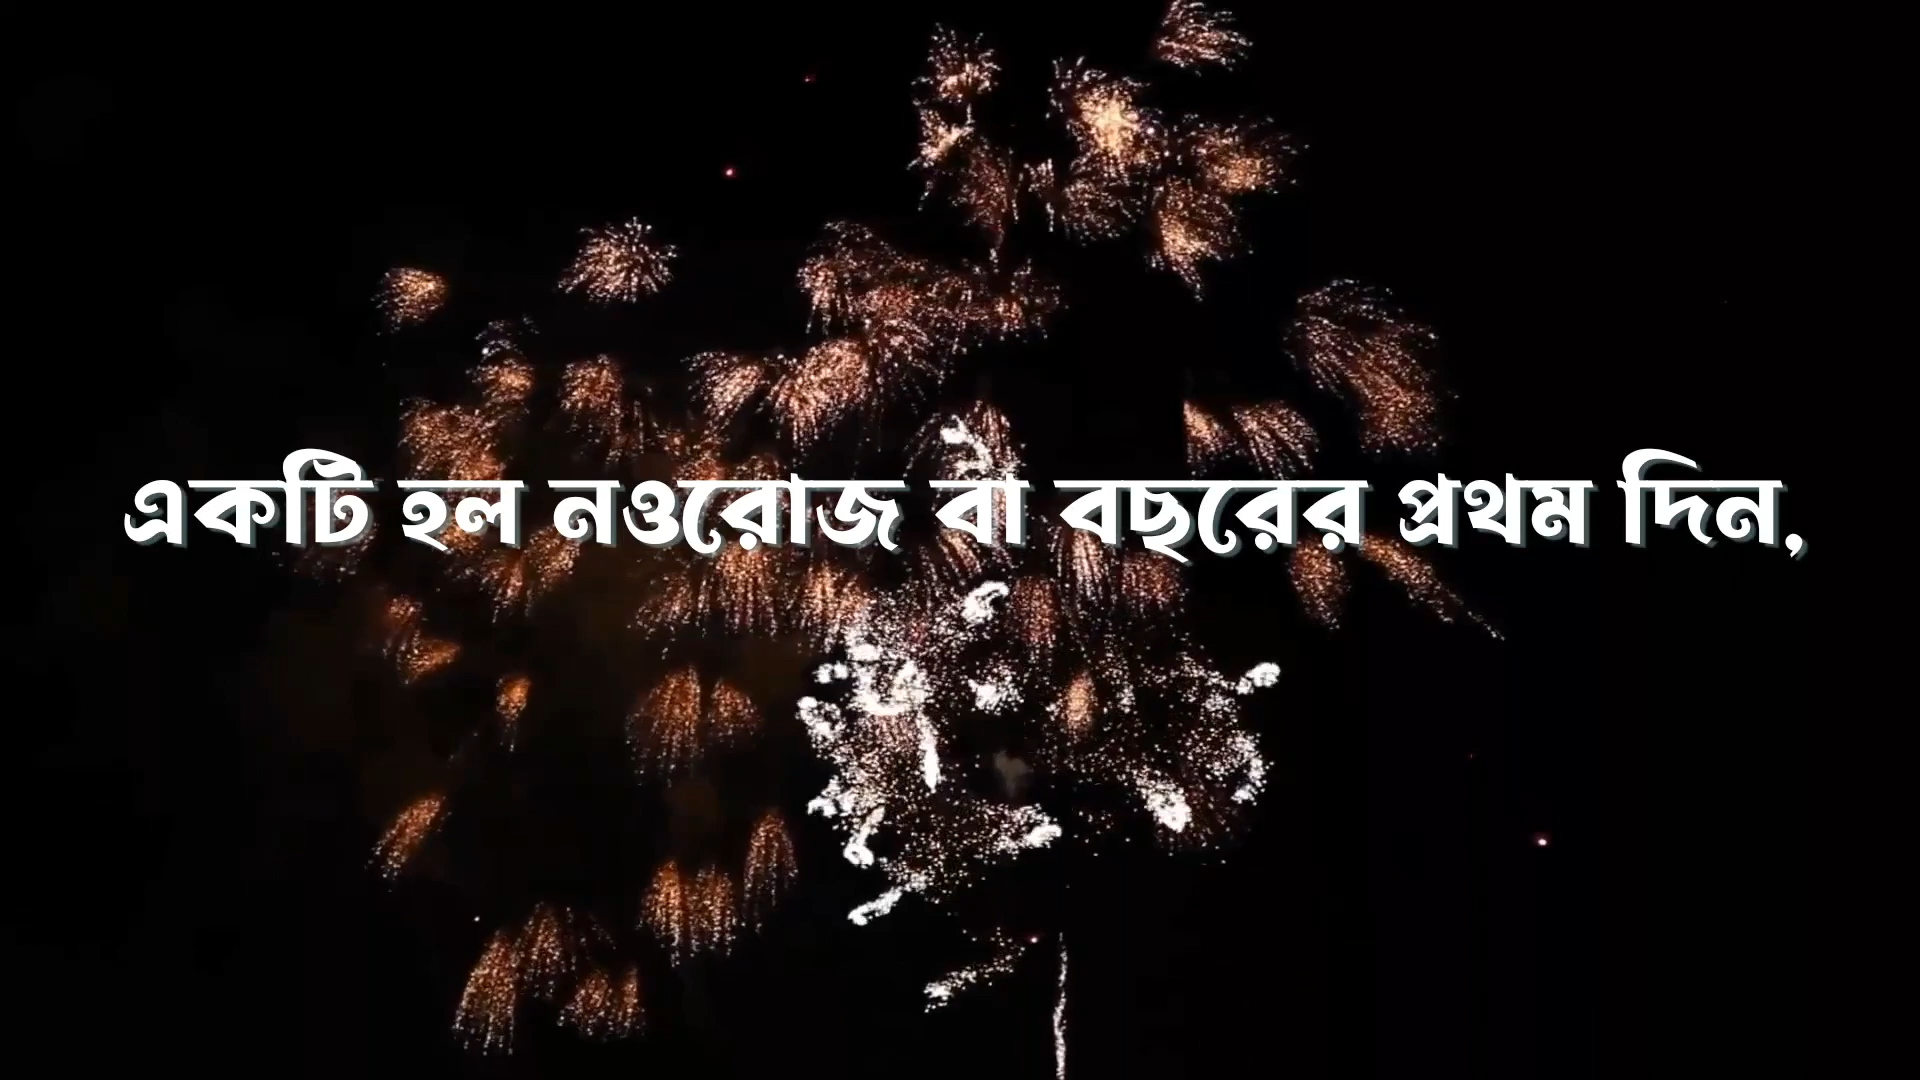 একটি হল নওরোজ বা বছরের প্রথম দিন,